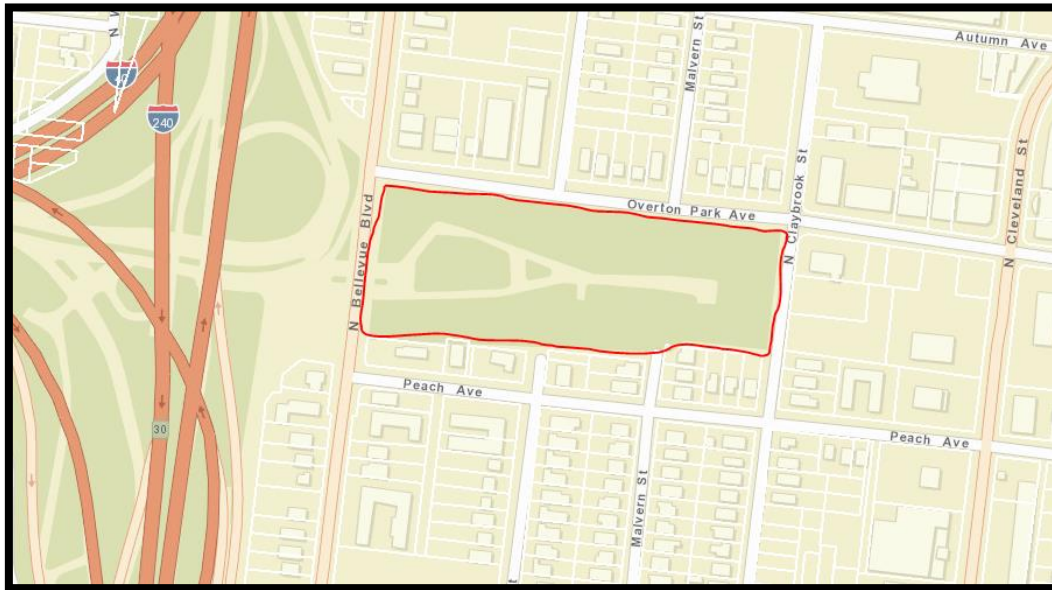 Autumn Ave
Malvern St
N
40
240
N Bellevue Blvd
Overton Park Ave
N Claybrook St
N Cleveland St
Peach Ave
Peach Ave
30
Malvern St